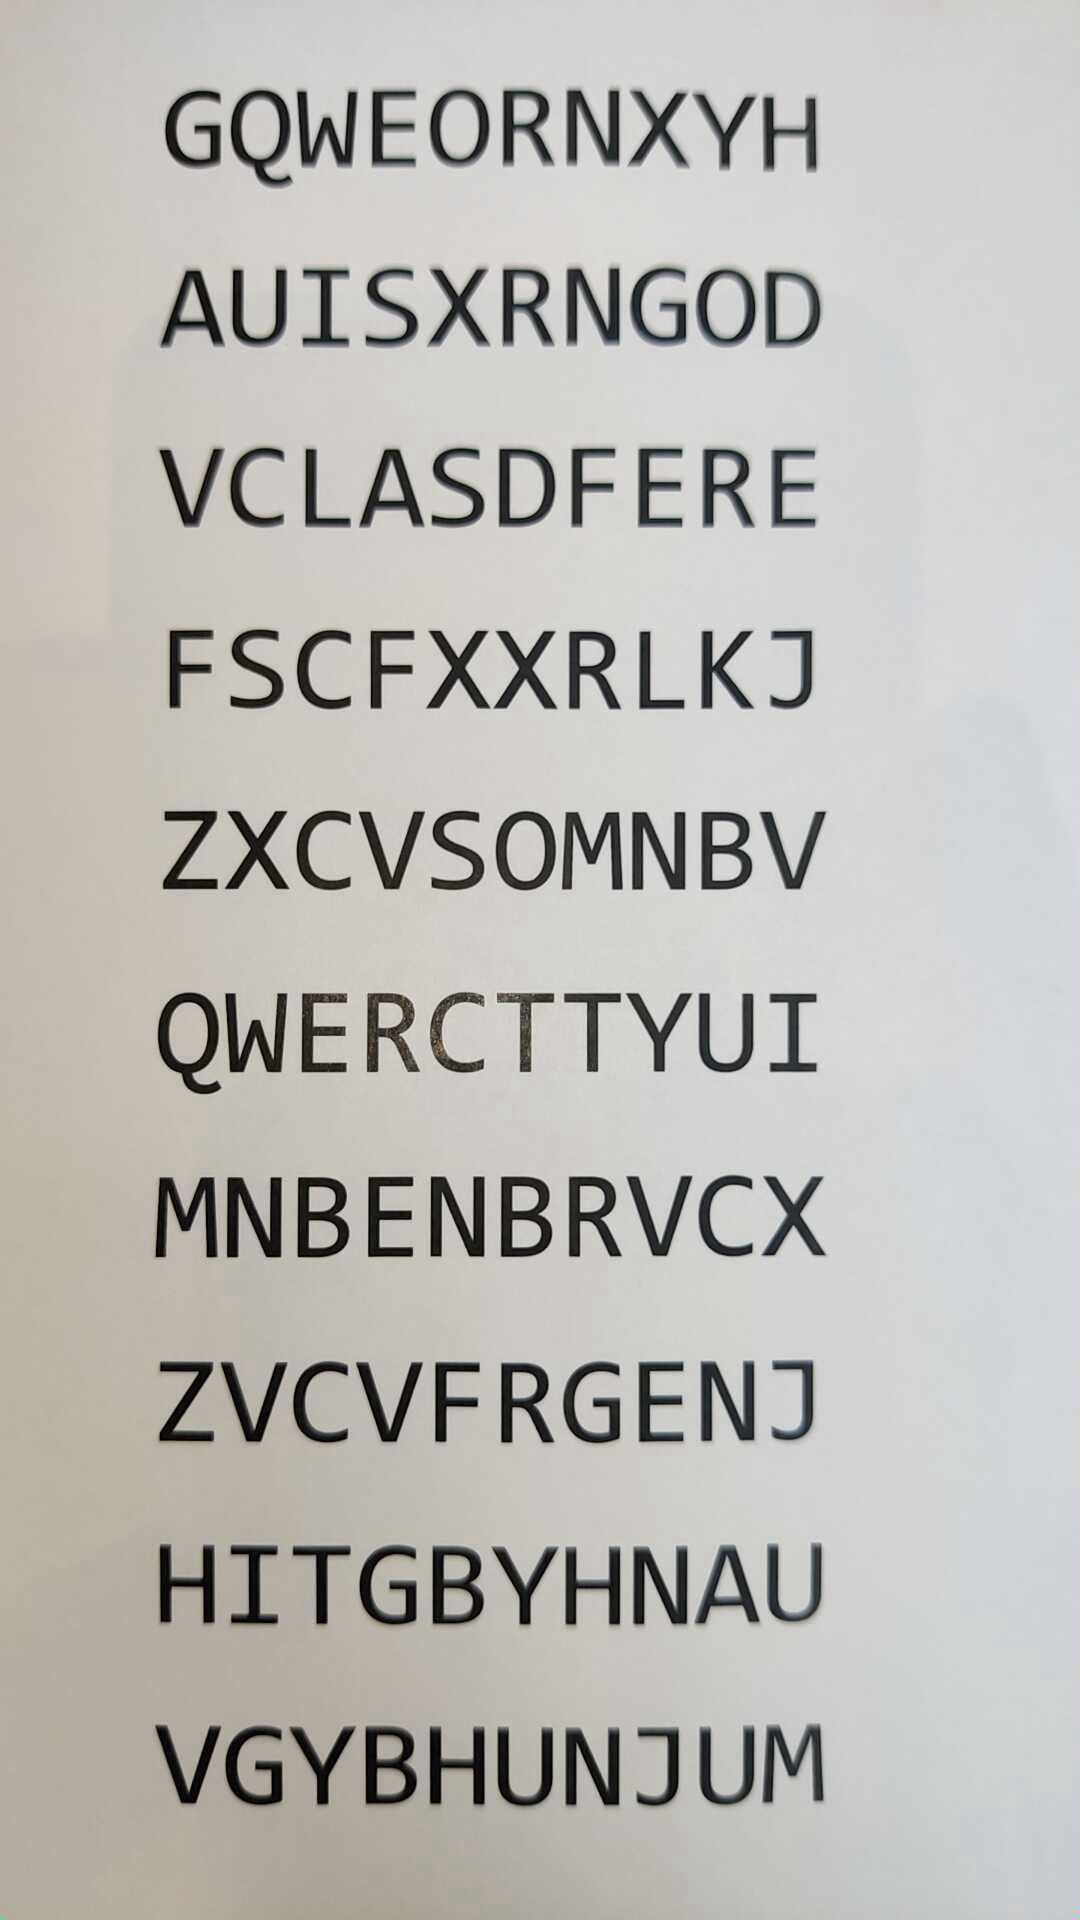 GQWEORNXYH
AUISXRNGOD
VCLASDFERE
FSCFXXRLKJ
ZXCVSOMNBV
QWERCTTYUI
MNBENBRVCX
ZVCVFRGENJ
HITGBYHNAU
VGYBHUNJUM